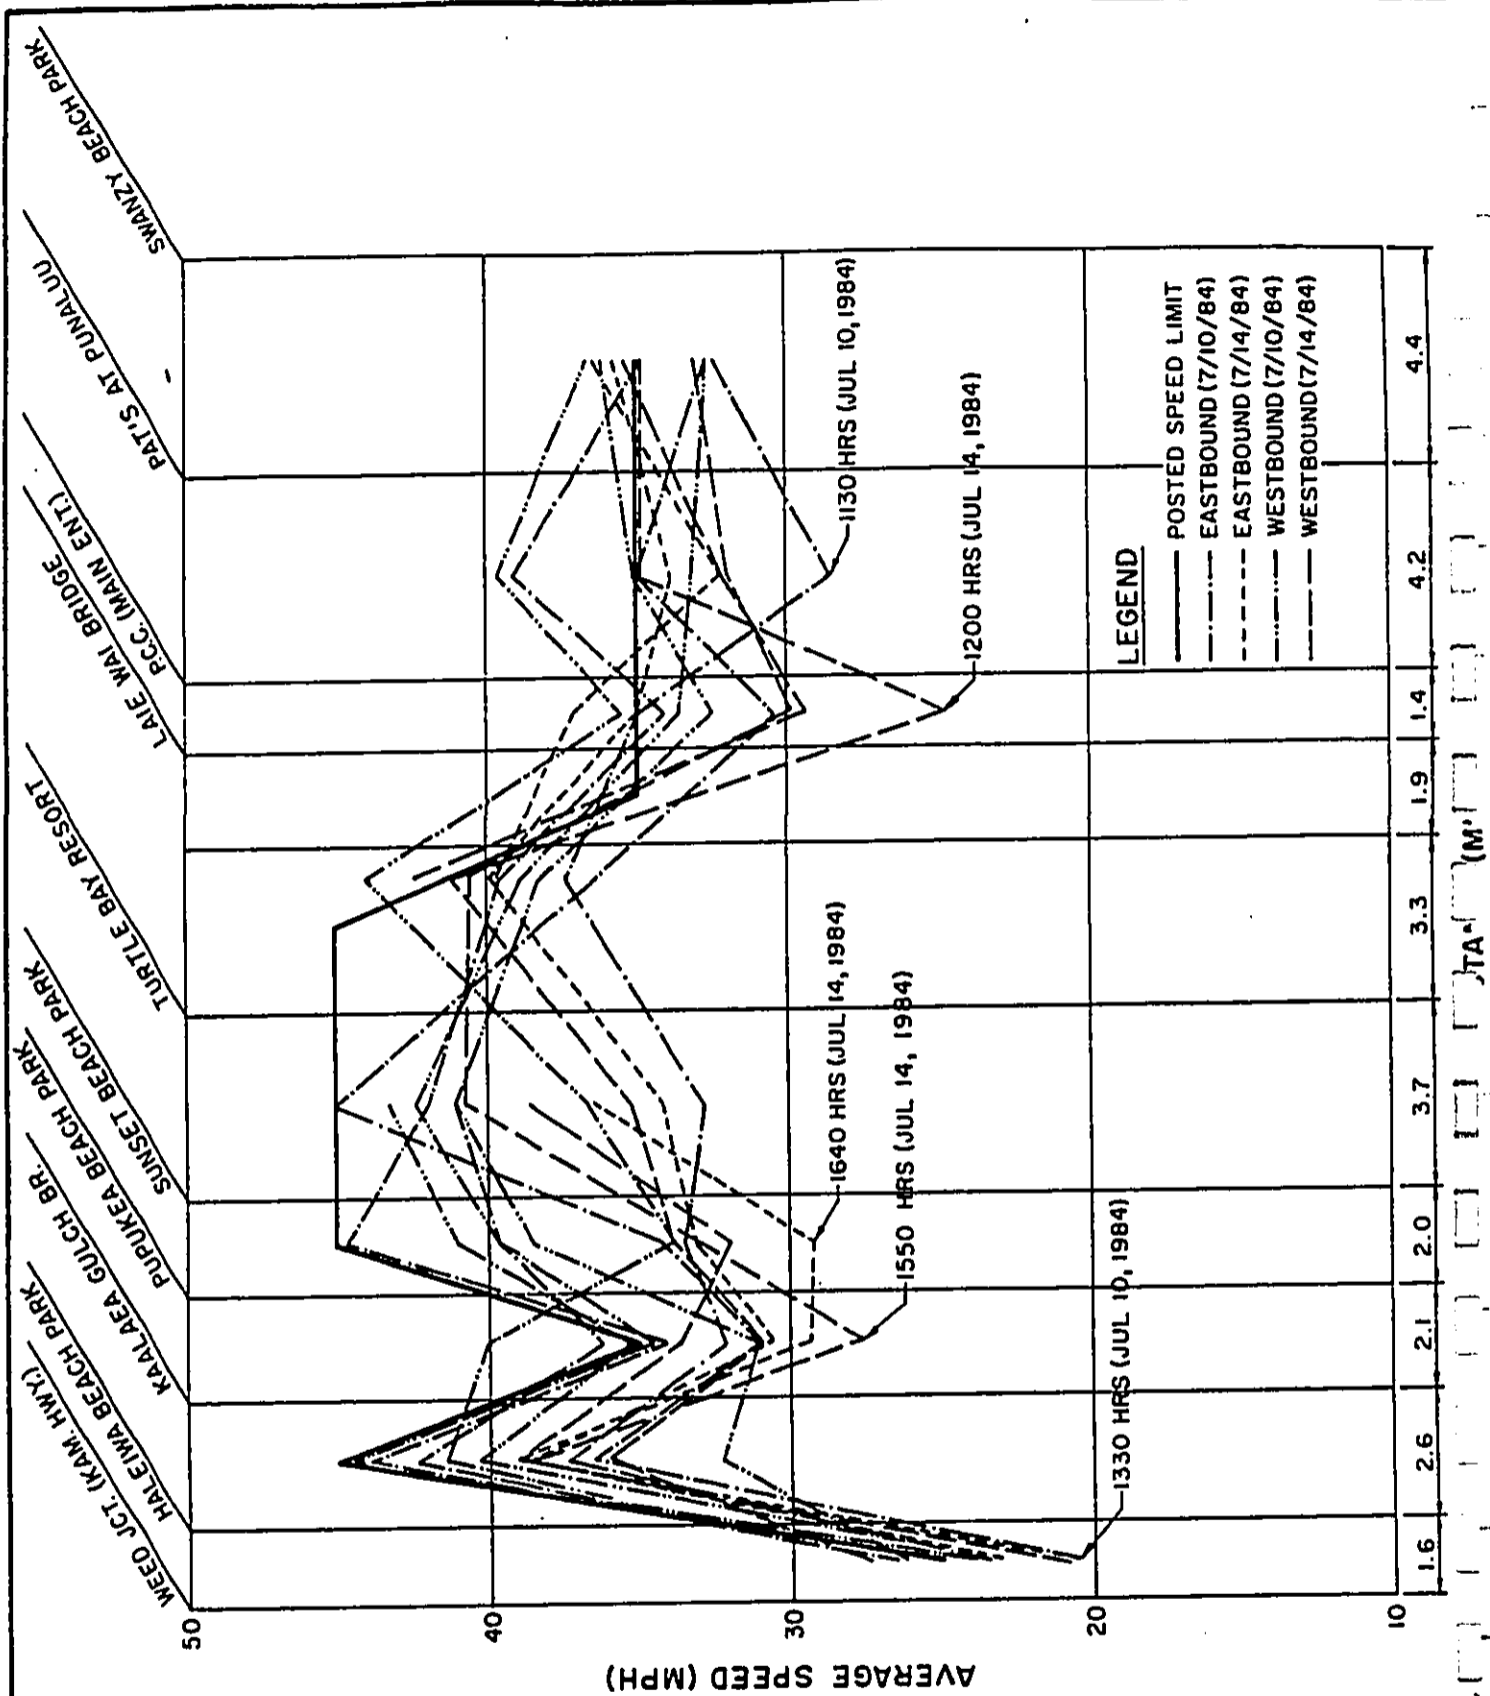 WEED JCT. (KAM. HWY.)
HALEIWA BEACH PARK
KAALAEA GULCH BR.
PUPUKEA BEACH PARK
SUNSET BEACH PARK
TURTLE BAY RESORT
LAIE WAI BRIDGE
P.C.C. (MAIN ENT.)
PAT'S AT PUNALUU
SWANZY BEACH PARK
50
40
30
20
10
AVERAGE SPEED (MPH)
1130 HRS (JUL 10, 1984)
1200 HRS (JUL 14, 1984)
1640 HRS (JUL 14, 1984)
1550 HRS (JUL 14, 1984)
1330 HRS (JUL 10, 1984)
LEGEND
POSTED SPEED LIMIT
EASTBOUND (7/10/84)
EASTBOUND (7/14/84)
WESTBOUND (7/10/84)
WESTBOUND (7/14/84)
1.6 2.6 2.1 2.0 3.7 3.3 1.9 1.4 4.2 4.4